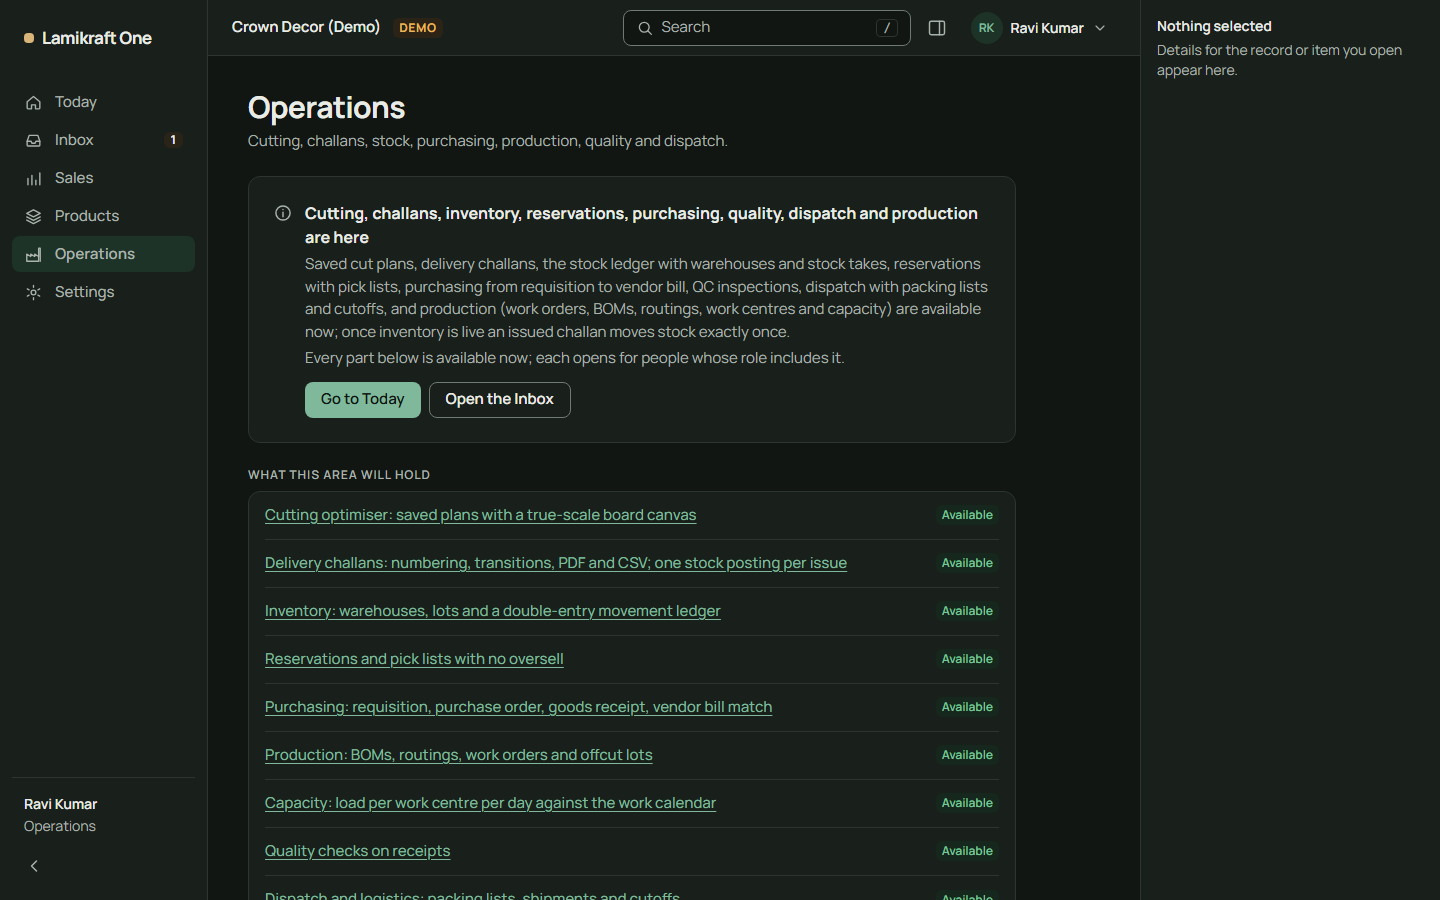 Lamikraft One
Today
Inbox 1
Sales
Products
Operations
Settings
Ravi Kumar
Operations
Crown Decor (Demo) DEMO
Search /
RK Ravi Kumar
Operations
Cutting, challans, stock, purchasing, production, quality and dispatch.
Cutting, challans, inventory, reservations, purchasing, quality, dispatch and production
are here
Saved cut plans, delivery challans, the stock ledger with warehouses and stock takes, reservations
with pick lists, purchasing from requisition to vendor bill, QC inspections, dispatch with packing lists
and cutoffs, and production (work orders, BOMs, routings, work centres and capacity) are available
now; once inventory is live an issued challan moves stock exactly once.
Every part below is available now; each opens for people whose role includes it.
Go to Today Open the Inbox
WHAT THIS AREA WILL HOLD
Cutting optimiser: saved plans with a true-scale board canvas Available
Delivery challans: numbering, transitions, PDF and CSV; one stock posting per issue Available
Inventory: warehouses, lots and a double-entry movement ledger Available
Reservations and pick lists with no oversell Available
Purchasing: requisition, purchase order, goods receipt, vendor bill match Available
Production: BOMs, routings, work orders and offcut lots Available
Capacity: load per work centre per day against the work calendar Available
Quality checks on receipts Available
Dispatch and logistics: packing lists, shipments and cutoffs Available
Nothing selected
Details for the record or item you open
appear here.